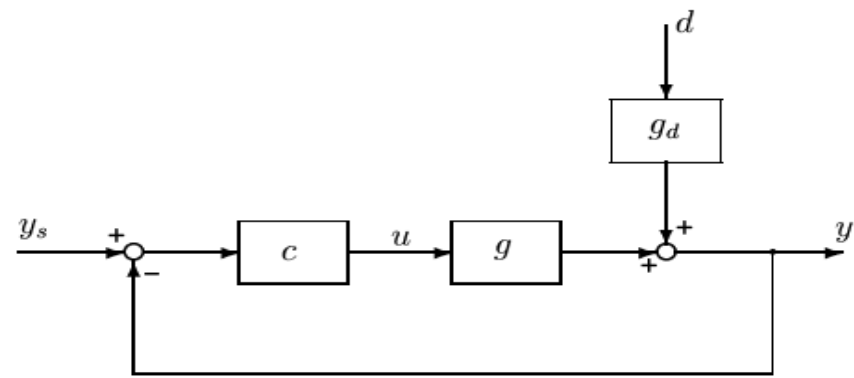 d
g_d
y_s + c u g + y
+
−